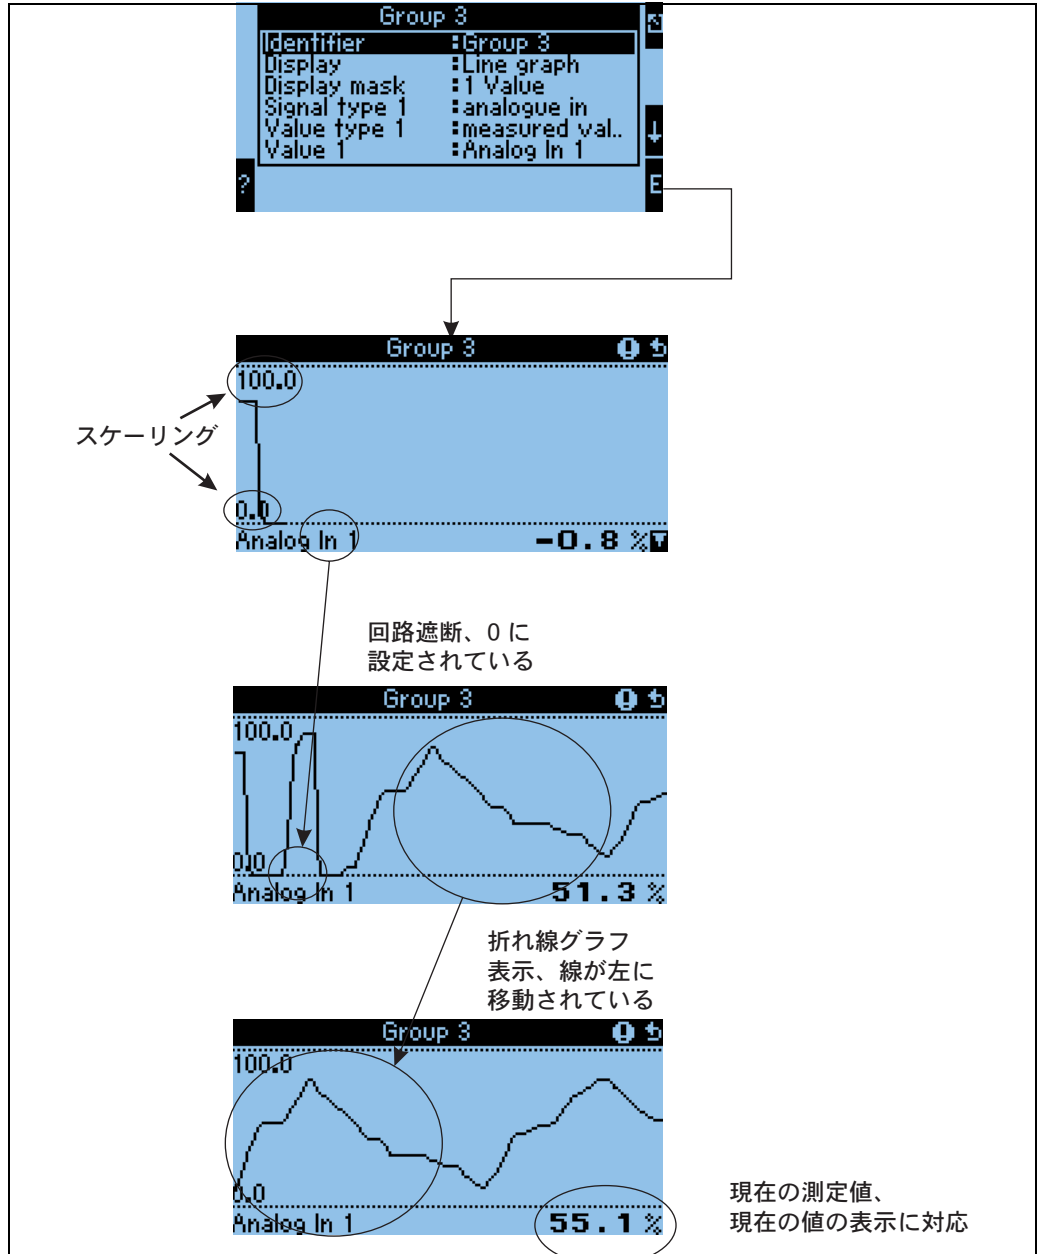 Group 3
Identifier :Group 3
Display :Line graph
Display mask :1 Value
Signal type 1 :analogue in
Value type 1 :measured val..
Value 1 :Analog In 1
?
E
Group 3
100.0
スケーリング
0.0
Analog In 1 -0.8 %
回路遮断、0 に
設定されている
Group 3
100.0
0.0
Analog In 1 51.3 %
折れ線グラフ
表示、線が左に
移動されている
Group 3
100.0
0.0
Analog In 1 55.1 %
現在の測定値、
現在の値の表示に対応